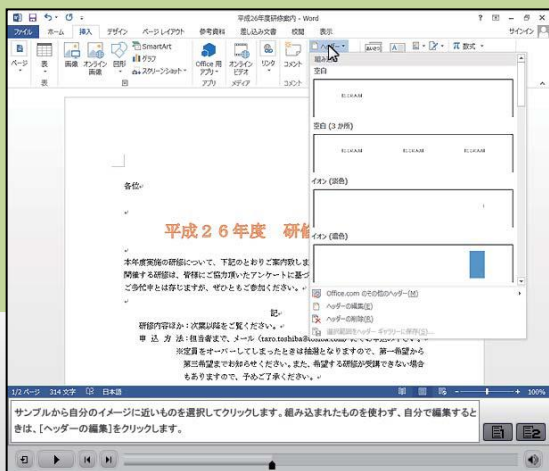 平成26年度研修案内 - Word
サインイン
ファイル ホーム 挿入 デザイン ページ レイアウト 参考資料 差し込み文書 校閲 表示
ページ
表
画像
オンライン
画像
図形
SmartArt
グラフ
スクリーンショット
Office 用
アプリ
オンライン
ビデオ
リンク
コメント
数式
表
図
アプリ
メディア
コメント
空白
空白 (3 か所)
イオン (淡色)
イオン (濃色)
Office.com のその他のヘッダー(M)
ヘッダーの編集(E)
ヘッダーの削除(R)
選択範囲をヘッダー ギャラリーに保存(S)...
各位
平成26年度 研修
本年度実施の研修について、下記のとおりご案内致しま
開催する研修は、皆様にご協力頂いたアンケートに基づ
ご多忙中とは存じますが、ぜひともご参加ください。
記
研修内容ほか:次葉以降をご覧ください。
申 込 方 法:担当者まで、メール(taro.toshiba
※定員をオーバーしてしまったときは抽選となりますので、第一希望から
第三希望までお知らせください。また、希望する研修が受講できない場合
もありますので、予めご了承ください。
1/2 ページ 314 文字 日本語
100%
サンプルから自分のイメージに近いものを選択してクリックします。組み込まれたものを使わず、自分で編集すると
きは、[ヘッダーの編集]をクリックします。
1
2